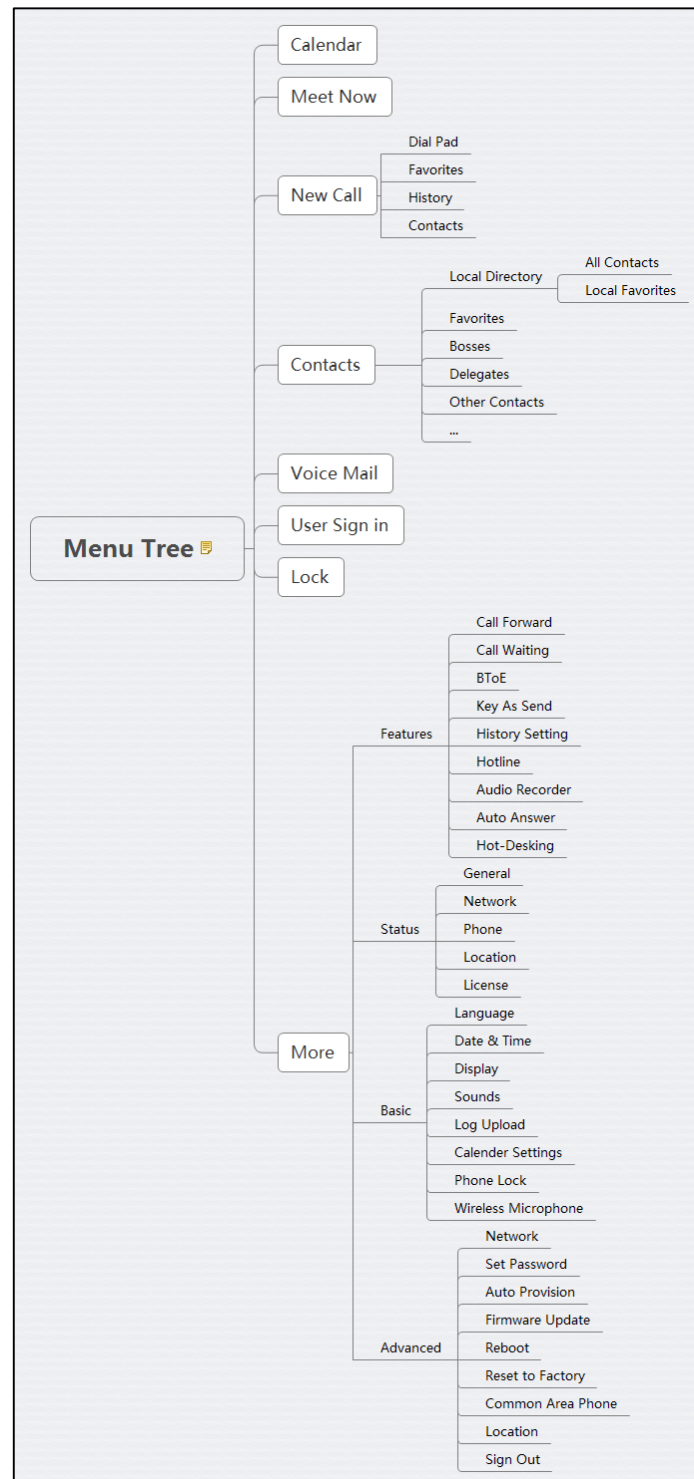 Calendar
Meet Now
New Call
Dial Pad
Favorites
History
Contacts
Contacts
Local Directory
All Contacts
Local Favorites
Favorites
Bosses
Delegates
Other Contacts
...
Voice Mail
User Sign in
Lock
Menu Tree
More
Features
Call Forward
Call Waiting
BToE
Key As Send
History Setting
Hotline
Audio Recorder
Auto Answer
Hot-Desking
Status
General
Network
Phone
Location
License
Basic
Language
Date & Time
Display
Sounds
Log Upload
Calender Settings
Phone Lock
Wireless Microphone
Advanced
Network
Set Password
Auto Provision
Firmware Update
Reboot
Reset to Factory
Common Area Phone
Location
Sign Out